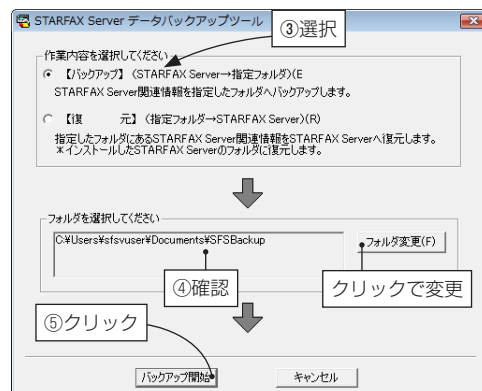 STARFAX Server データバックアップツール
③選択
作業内容を選択してください
【バックアップ】 (STARFAX Server→指定フォルダ)(E
STARFAX Server関連情報を指定したフォルダへバックアップします。
【復 元】 (指定フォルダ→STARFAX Server)(R)
指定したフォルダにあるSTARFAX Server関連情報をSTARFAX Serverへ復元します。
*インストールしたSTARFAX Serverのフォルダに復元します。
フォルダを選択してください
C:¥Users¥sfsvuser¥Documents¥SFSBackup
フォルダ変更(F)
④確認
クリックで変更
⑤クリック
バックアップ開始
キャンセル